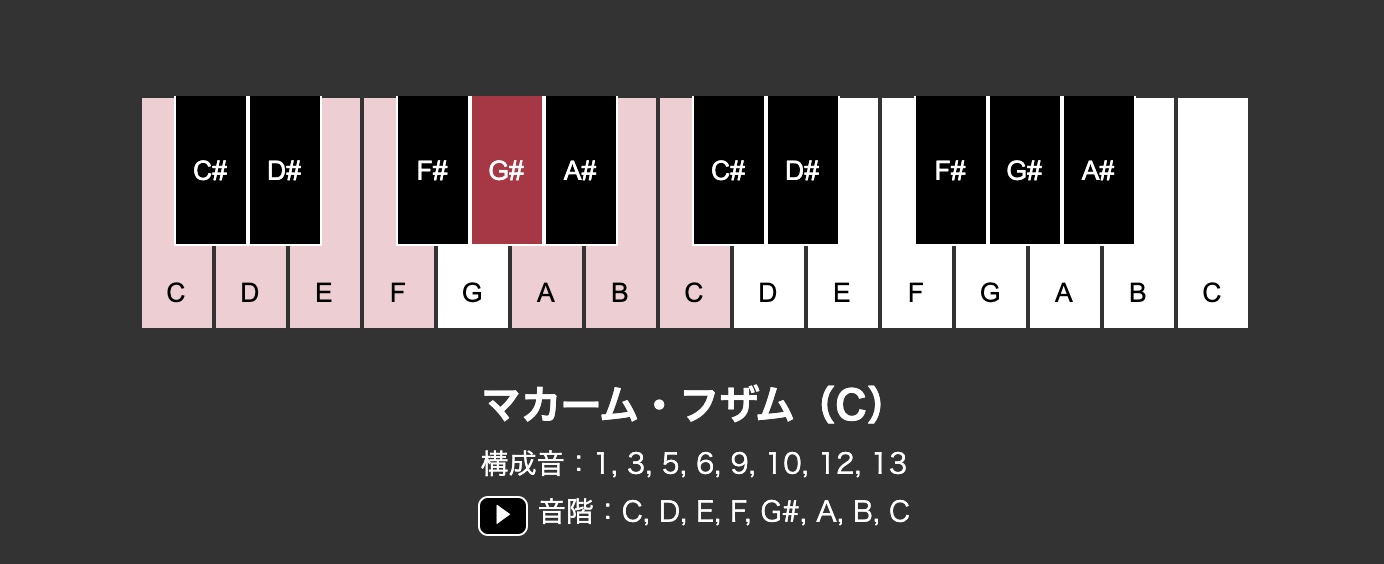 C# D# F# G# A# C# D# F# G# A#
C D E F G A B C D E F G A B C
マカーム・フザム（C）
構成音：1, 3, 5, 6, 9, 10, 12, 13
音階：C, D, E, F, G#, A, B, C